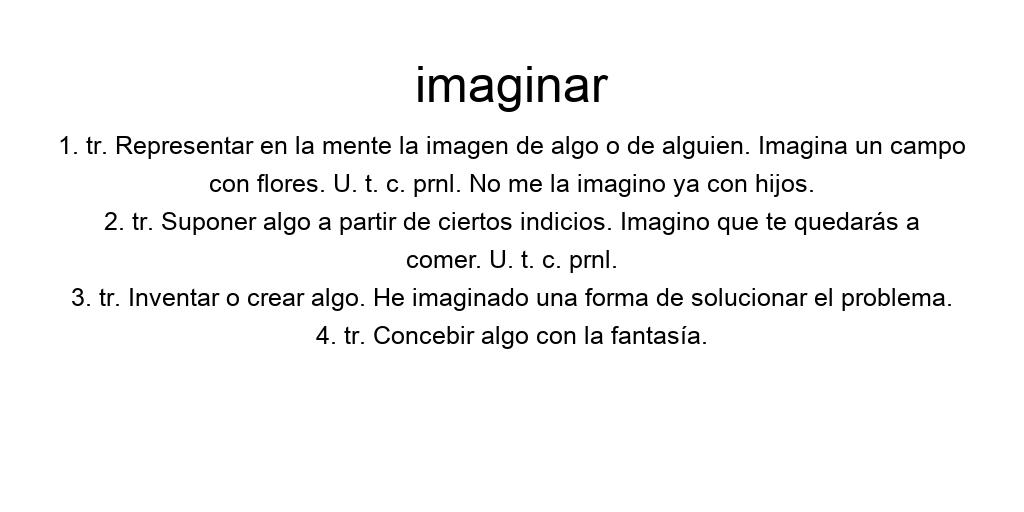 imaginar
1. tr. Representar en la mente la imagen de algo o de alguien. Imagina un campo
con flores. U. t. c. prnl. No me la imagino ya con hijos.
2. tr. Suponer algo a partir de ciertos indicios. Imagino que te quedarás a
comer. U. t. c. prnl.
3. tr. Inventar o crear algo. He imaginado una forma de solucionar el problema.
4. tr. Concebir algo con la fantasía.